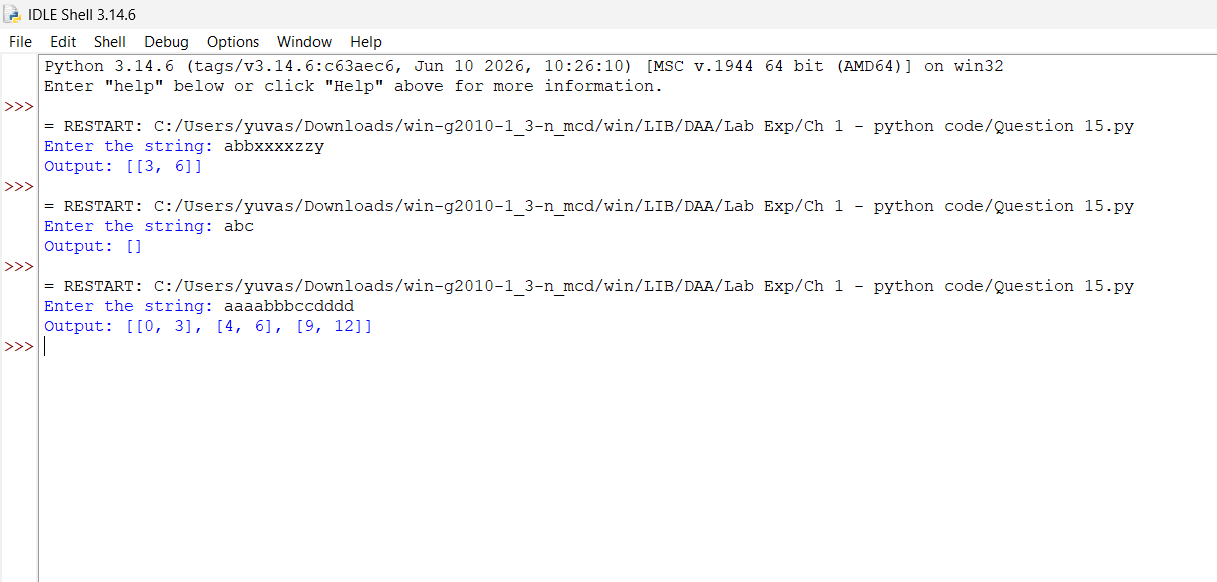 IDLE Shell 3.14.6
File Edit Shell Debug Options Window Help
Python 3.14.6 (tags/v3.14.6:c63aec6, Jun 10 2026, 10:26:10) [MSC v.1944 64 bit (AMD64)] on win32
Enter "help" below or click "Help" above for more information.
>>>
= RESTART: C:/Users/yuvas/Downloads/win-g2010-1_3-n_mcd/win/LIB/DAA/Lab Exp/Ch 1 - python code/Question 15.py
Enter the string: abbxxxxzzy
Output: [[3, 6]]
>>>
= RESTART: C:/Users/yuvas/Downloads/win-g2010-1_3-n_mcd/win/LIB/DAA/Lab Exp/Ch 1 - python code/Question 15.py
Enter the string: abc
Output: []
>>>
= RESTART: C:/Users/yuvas/Downloads/win-g2010-1_3-n_mcd/win/LIB/DAA/Lab Exp/Ch 1 - python code/Question 15.py
Enter the string: aaaabbbccdddd
Output: [[0, 3], [4, 6], [9, 12]]
>>>